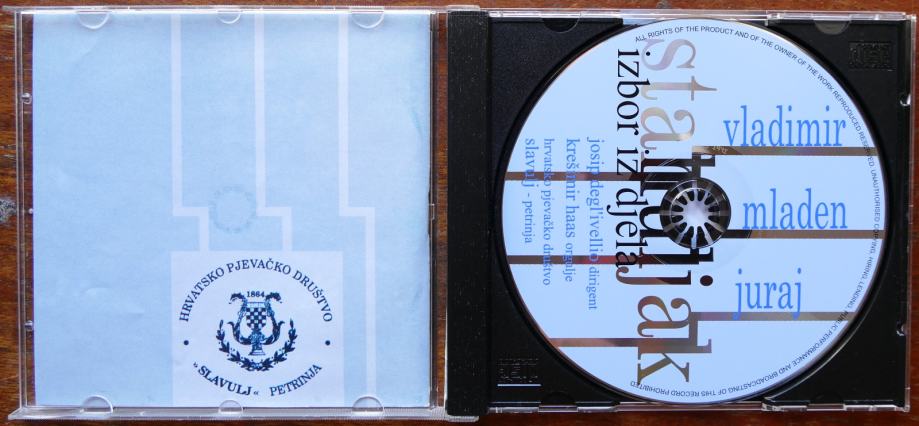 HRVATSKO PJEVAČKO DRUŠTVO
1864
„SLAVULJ“ PETRINJA
ALL RIGHTS OF THE PRODUCT AND OF THE OWNER OF THE WORK REPRODUCED RESERVED. UNAUTHORISED COPYING, HIRING, LENDING, PUBLIC PERFORMANCE AND BROADCASTING OF THIS RECORD PROHIBITED
vladimir
mladen
juraj
stahuljak
izbor iz djela
josip degl'ivellio dirigent
krešimir haas orgulje
hrvatsko pjevačko društvo
slavulj petrinja